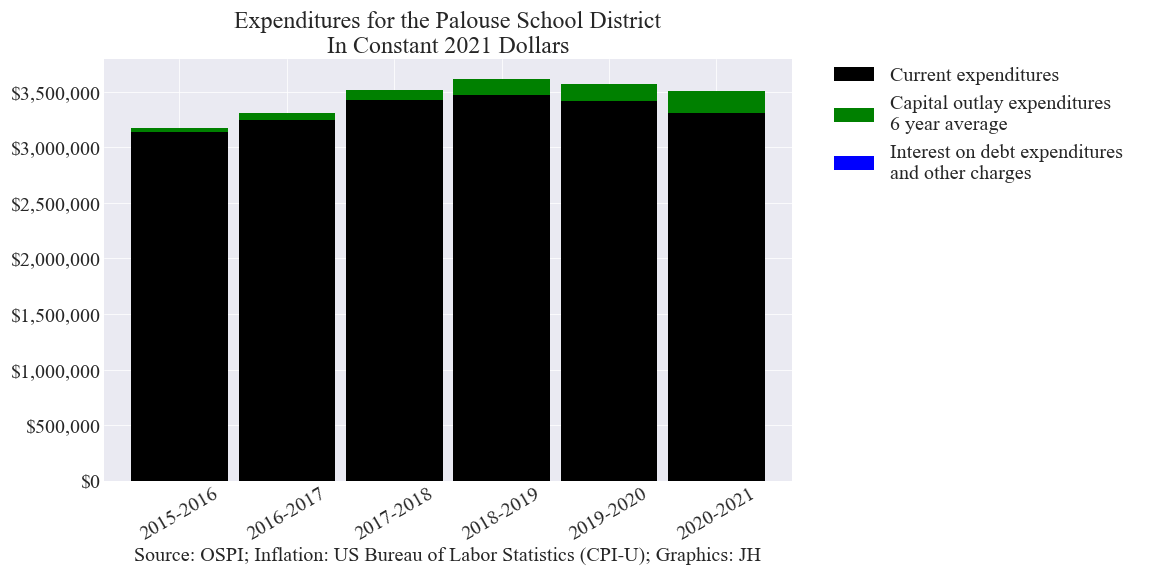 Expenditures for the Palouse School District
In Constant 2021 Dollars
$3,500,000
$3,000,000
$2,500,000
$2,000,000
$1,500,000
$1,000,000
$500,000
$0
2015-2016
2016-2017
2017-2018
2018-2019
2019-2020
2020-2021
Source: OSPI; Inflation: US Bureau of Labor Statistics (CPI-U); Graphics: JH
Current expenditures
Capital outlay expenditures
6 year average
Interest on debt expenditures
and other charges